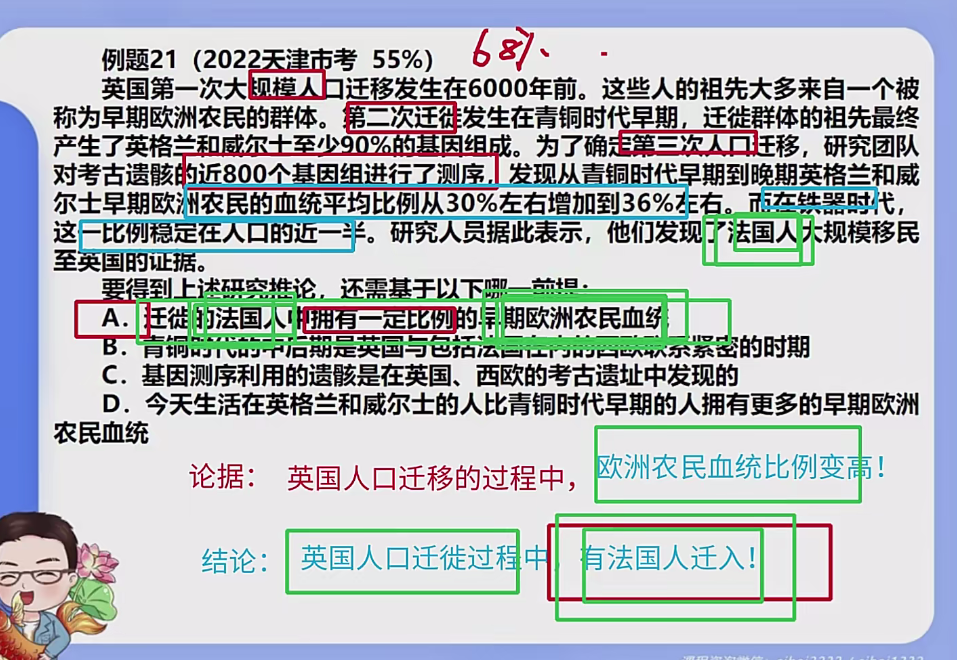 例题21（2022天津市考 55%） 68%
英国第一次大规模人口迁移发生在6000年前。这些人的祖先大多来自一个被
称为早期欧洲农民的群体。第二次迁徙发生在青铜时代早期，迁徙群体的祖先最终
产生了英格兰和威尔士至少90%的基因组成。为了确定第三次人口迁移，研究团队
对考古遗骸的近800个基因组进行了测序，发现从青铜时代早期到晚期英格兰和威
尔士早期欧洲农民的血统平均比例从30%左右增加到36%左右。而在铁器时代，
这一比例稳定在人口的近一半。研究人员据此表示，他们发现了法国人大规模移民
至英国的证据。
要得到上述研究推论，还需基于以下哪一前提：
A．迁徙的法国人中拥有一定比例的早期欧洲农民血统
B．青铜时代的中后期是英国与包括法国在内的西欧联系紧密的时期
C．基因测序利用的遗骸是在英国、西欧的考古遗址中发现的
D．今天生活在英格兰和威尔士的人比青铜时代早期的人拥有更多的早期欧洲
农民血统
论据： 英国人口迁移的过程中，欧洲农民血统比例变高！
结论： 英国人口迁徙过程中，有法国人迁入！